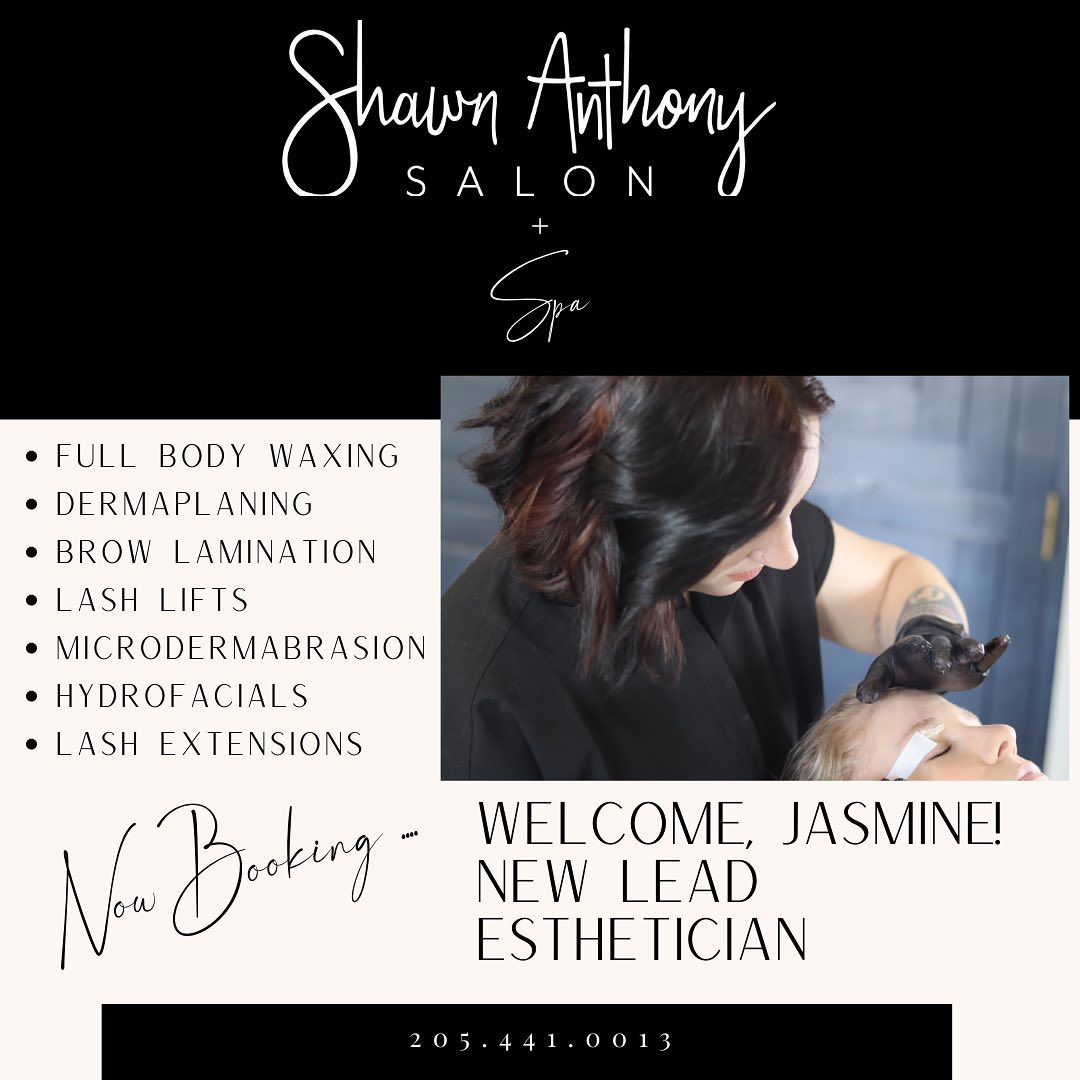 Shawn Anthony
SALON
+
Spa
• FULL BODY WAXING
• DERMAPLANING
• BROW LAMINATION
• LASH LIFTS
• MICRODERMABRASION
• HYDROFACIALS
• LASH EXTENSIONS
Now Booking ....
WELCOME, JASMINE!
NEW LEAD
ESTHETICIAN
205.441.0013